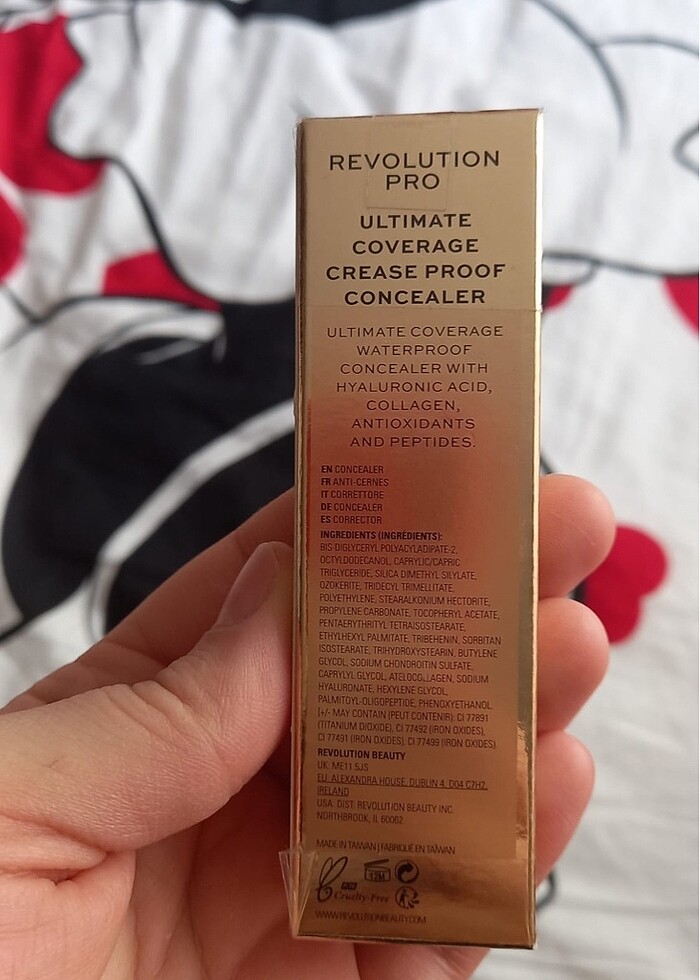 REVOLUTION
PRO
ULTIMATE
COVERAGE
CREASE PROOF
CONCEALER
ULTIMATE COVERAGE
WATERPROOF
CONCEALER WITH
HYALURONIC ACID,
COLLAGEN,
ANTIOXIDANTS
AND PEPTIDES.
EN CONCEALER
FR ANTI-CERNES
IT CORRETTORE
DE CONCEALER
ES CORRECTOR
INGREDIENTS (INGRÉDIENTS):
BIS-DIGLYCERYL POLYACYLADIPATE-2,
OCTYLDODECANOL, CAPRYLIC/CAPRIC
TRIGLYCERIDE, SILICA DIMETHYL SILYLATE,
OZOKERITE, TRIDECYL TRIMELLITATE,
POLYETHYLENE, STEARALKONIUM HECTORITE,
PROPYLENE CARBONATE, TOCOPHERYL ACETATE,
PENTAERYTHRITYL TETRAISOSTEARATE,
ETHYLHEXYL PALMITATE, TRIBEHENIN, SORBITAN
ISOSTEARATE, TRIHYDROXYSTEARIN, BUTYLENE
GLYCOL, SODIUM CHONDROITIN SULFATE,
CAPRYLYL GLYCOL, ATELOCOLLAGEN, SODIUM
HYALURONATE, HEXYLENE GLYCOL,
PALMITOYL-OLIGOPEPTIDE, PHENOXYETHANOL.
[+/- MAY CONTAIN (PEUT CONTENIR): CI 77891
(TITANIUM DIOXIDE), CI 77492 (IRON OXIDES),
CI 77491 (IRON OXIDES), CI 77499 (IRON OXIDES)
REVOLUTION BEAUTY
UK: ME11 5JS
EU: ALEXANDRA HOUSE, DUBLIN 4, D04 C7H2,
IRELAND
USA: DIST. REVOLUTION BEAUTY INC.
NORTHBROOK, IL 60062
MADE IN TAIWAN | FABRIQUÉ EN TAÏWAN
12M
Cruelty-Free
WWW.REVOLUTIONBEAUTY.COM